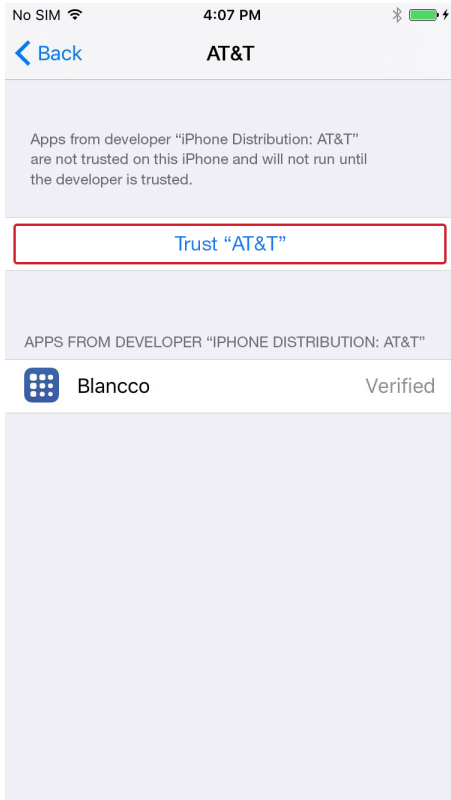 No SIM 4:07 PM
Back AT&T
Apps from developer “iPhone Distribution: AT&T”
are not trusted on this iPhone and will not run until
the developer is trusted.
Trust “AT&T”
APPS FROM DEVELOPER “IPHONE DISTRIBUTION: AT&T”
Blancco Verified